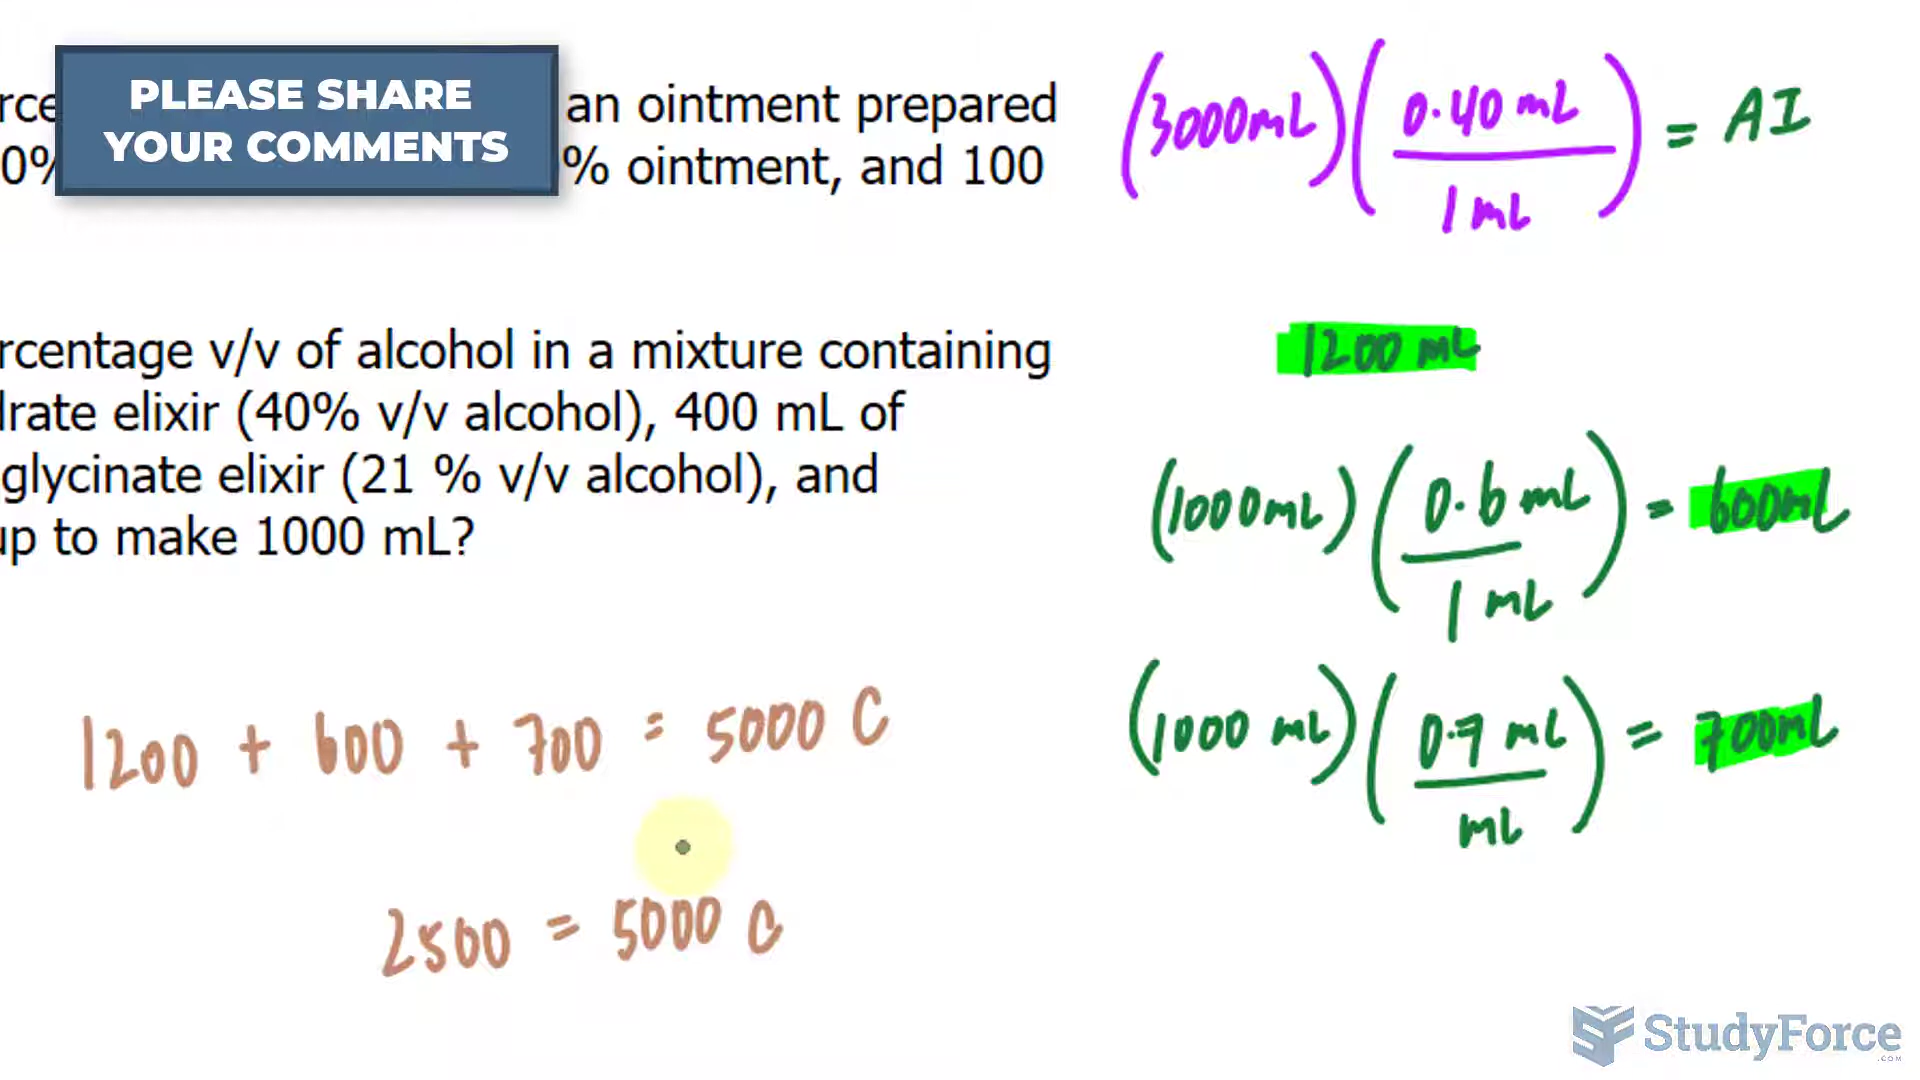 PLEASE SHARE
YOUR COMMENTS
rce an ointment prepared
0% % ointment, and 100
rcentage v/v of alcohol in a mixture containing
drate elixir (40% v/v alcohol), 400 mL of
glycinate elixir (21 % v/v alcohol), and
up to make 1000 mL?
1200 + 600 + 700 = 5000 C
2500 = 5000 C
(3000mL) (0.40 mL / 1 mL) = AI
1200 mL
(1000mL) (0.6 mL / 1 mL) = 600mL
(1000 mL) (0.7 mL / mL) = 700mL
StudyForce
.COM